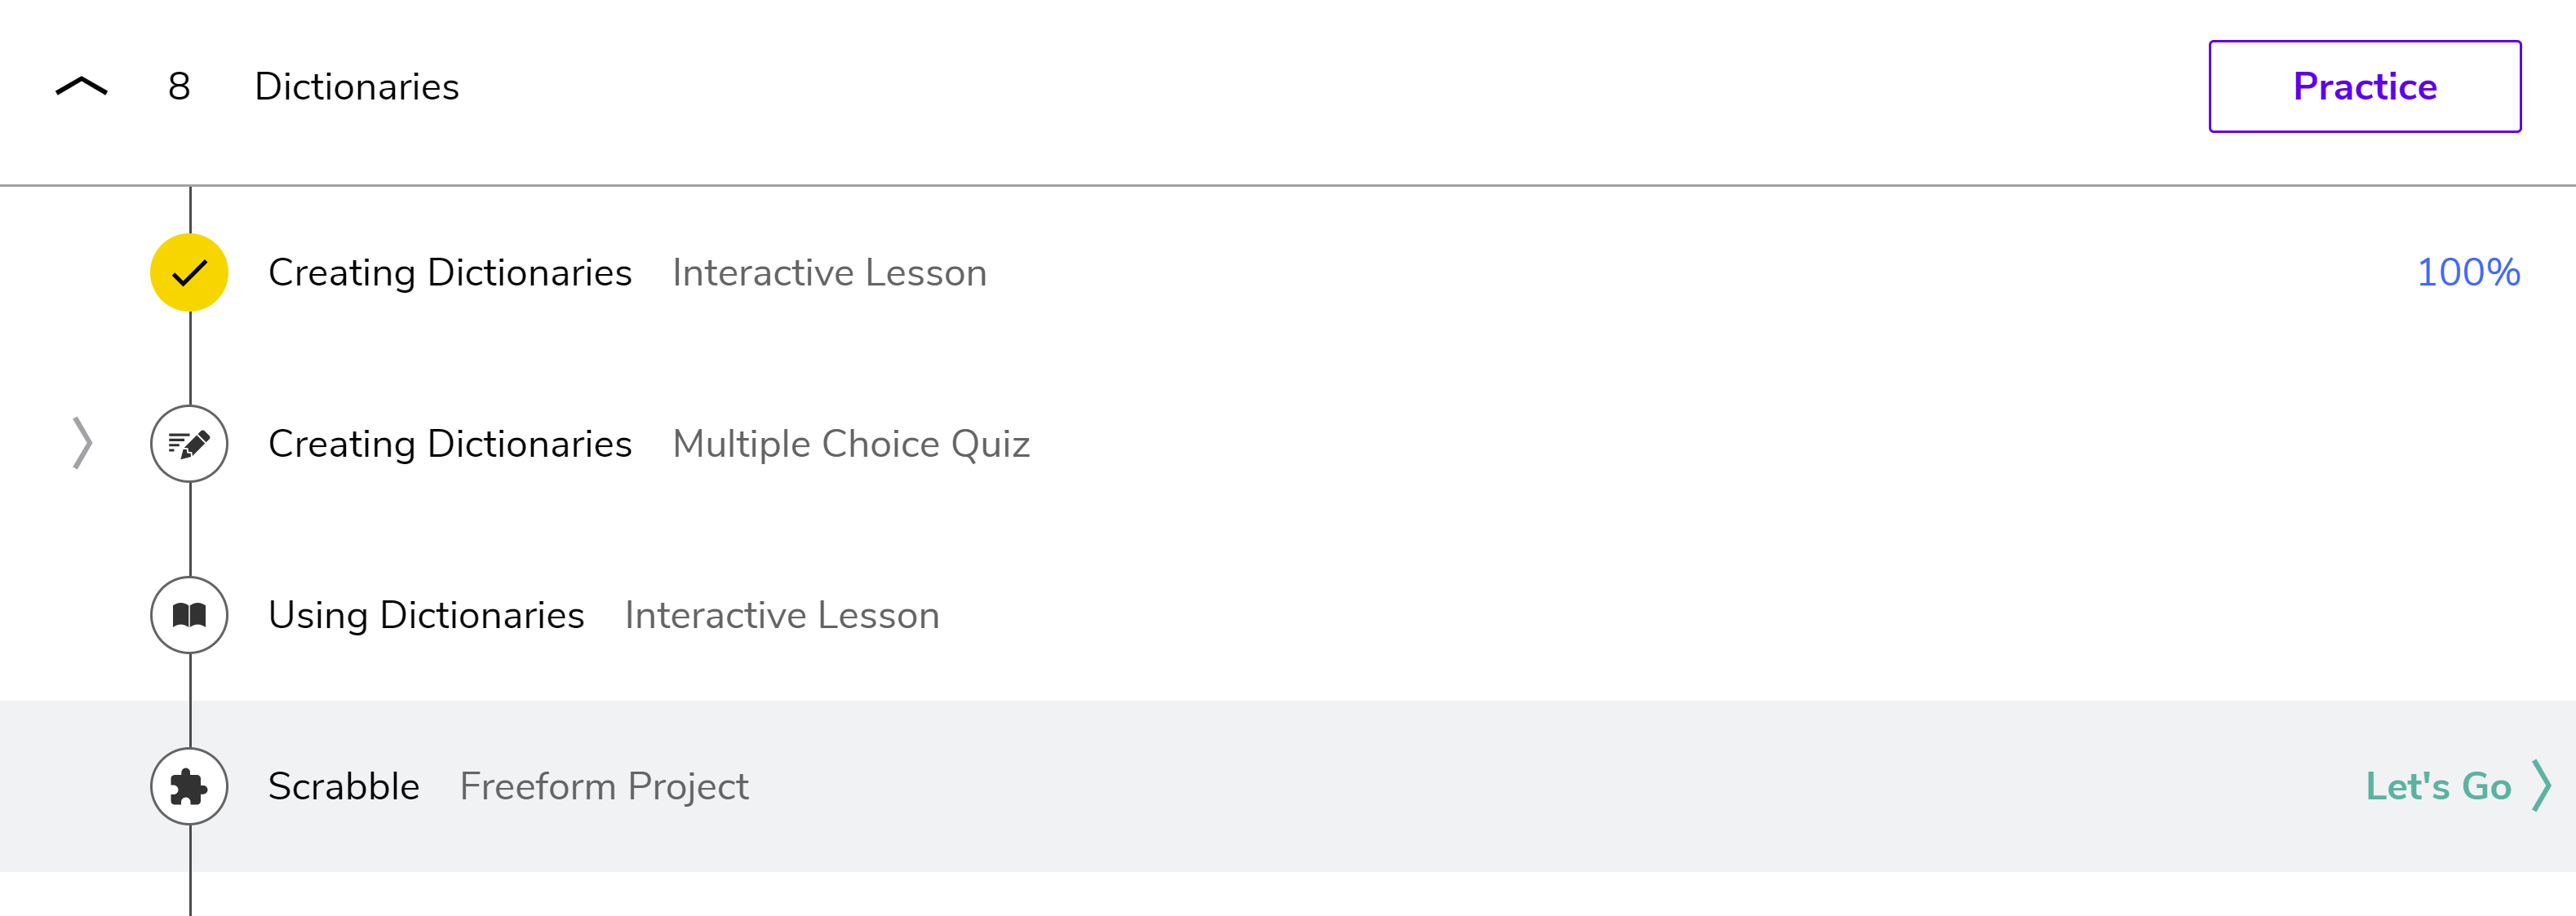 8 Dictionaries Practice
Creating Dictionaries Interactive Lesson 100%
Creating Dictionaries Multiple Choice Quiz
Using Dictionaries Interactive Lesson
Scrabble Freeform Project Let's Go